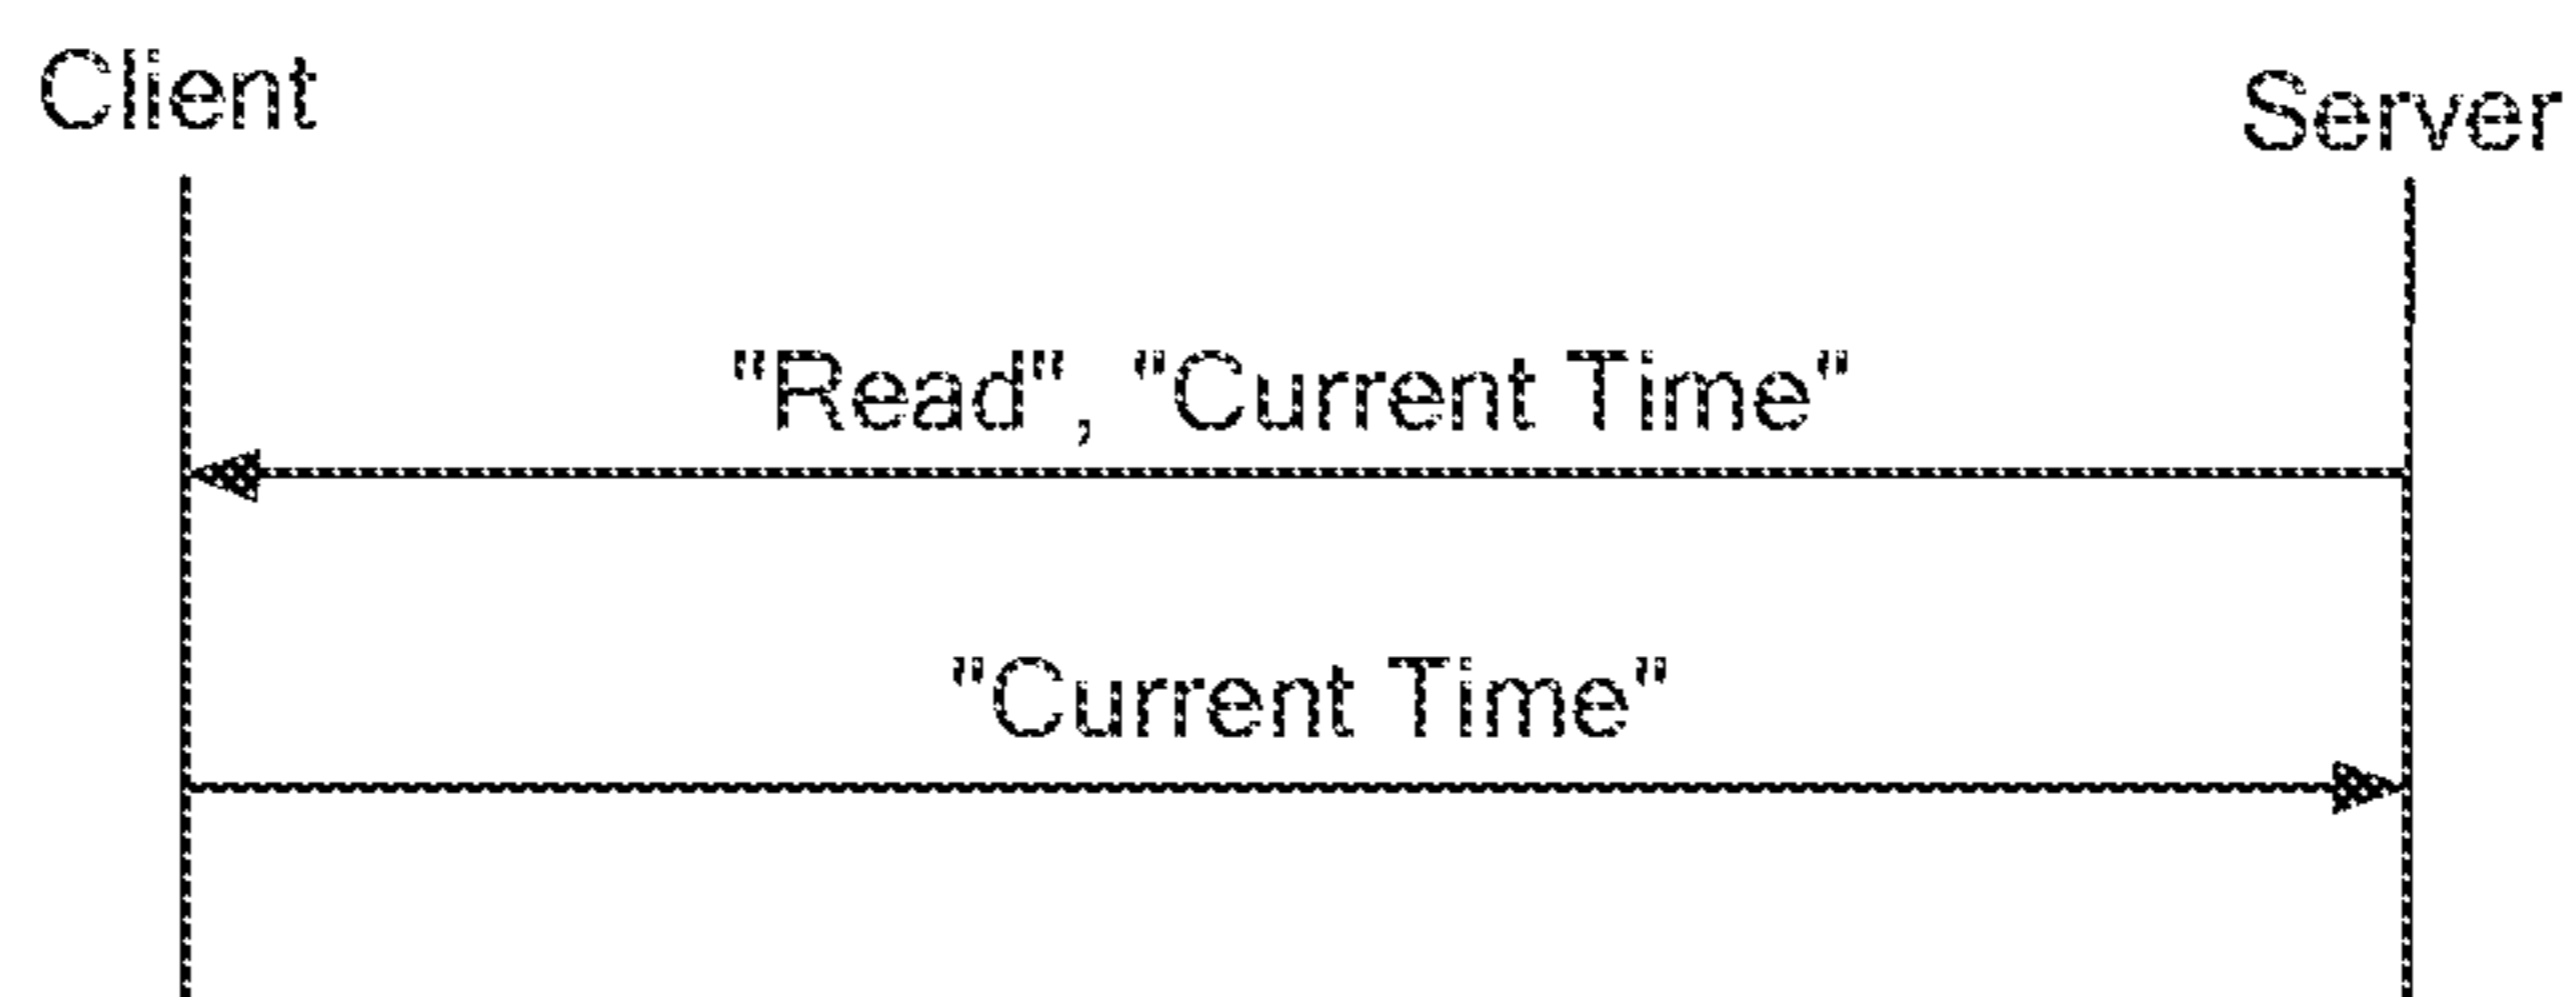 Client
Server
"Read", "Current Time"
"Current Time"